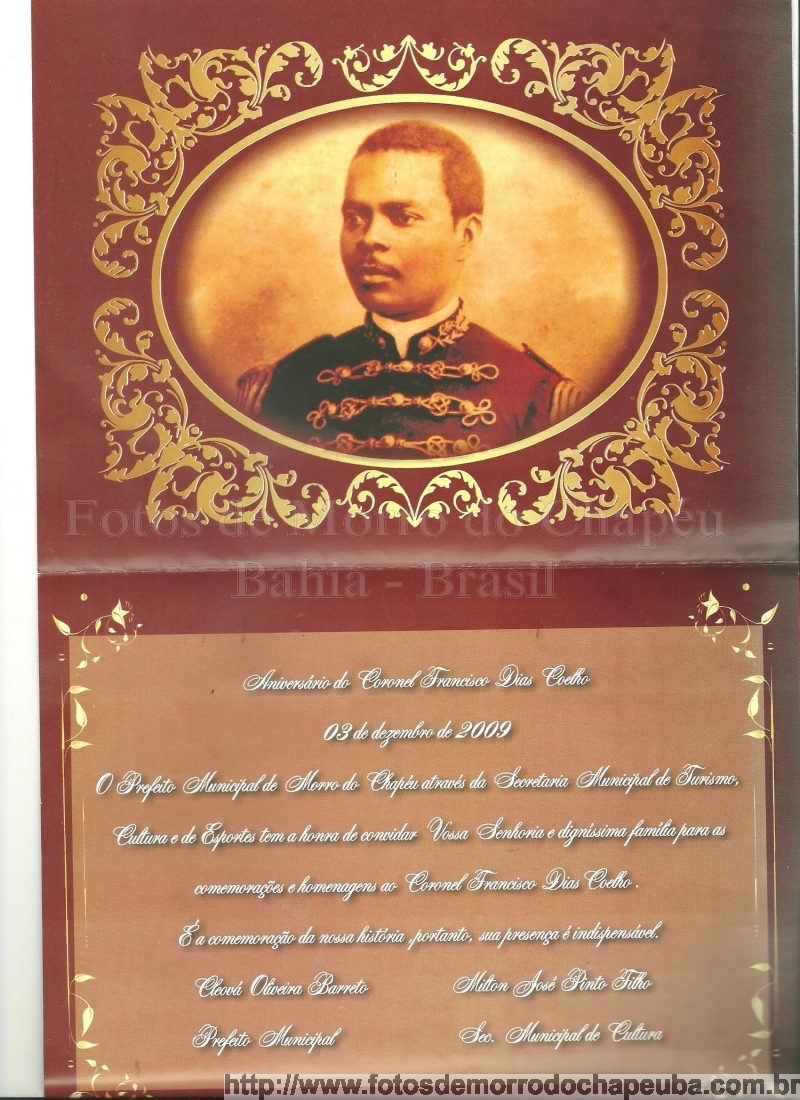 Fotos de Morro do Chapéu
Bahia - Brasil
Aniversário do Coronel Francisco Dias Coelho
03 de dezembro de 2009
O Prefeito Municipal de Morro do Chapéu através da Secretaria Municipal de Turismo,
Cultura e de Esportes tem a honra de convidar Vossa Senhoria e digníssima família para as
comemorações e homenagens ao Coronel Francisco Dias Coelho .
É a comemoração da nossa história ,portanto, sua presença é indispensável.
Cleová Oliveira Barreto Milton José Pinto Filho
Prefeito Municipal Sec. Municipal de Cultura
http://www.fotosdemorrodochapeuba.com.br